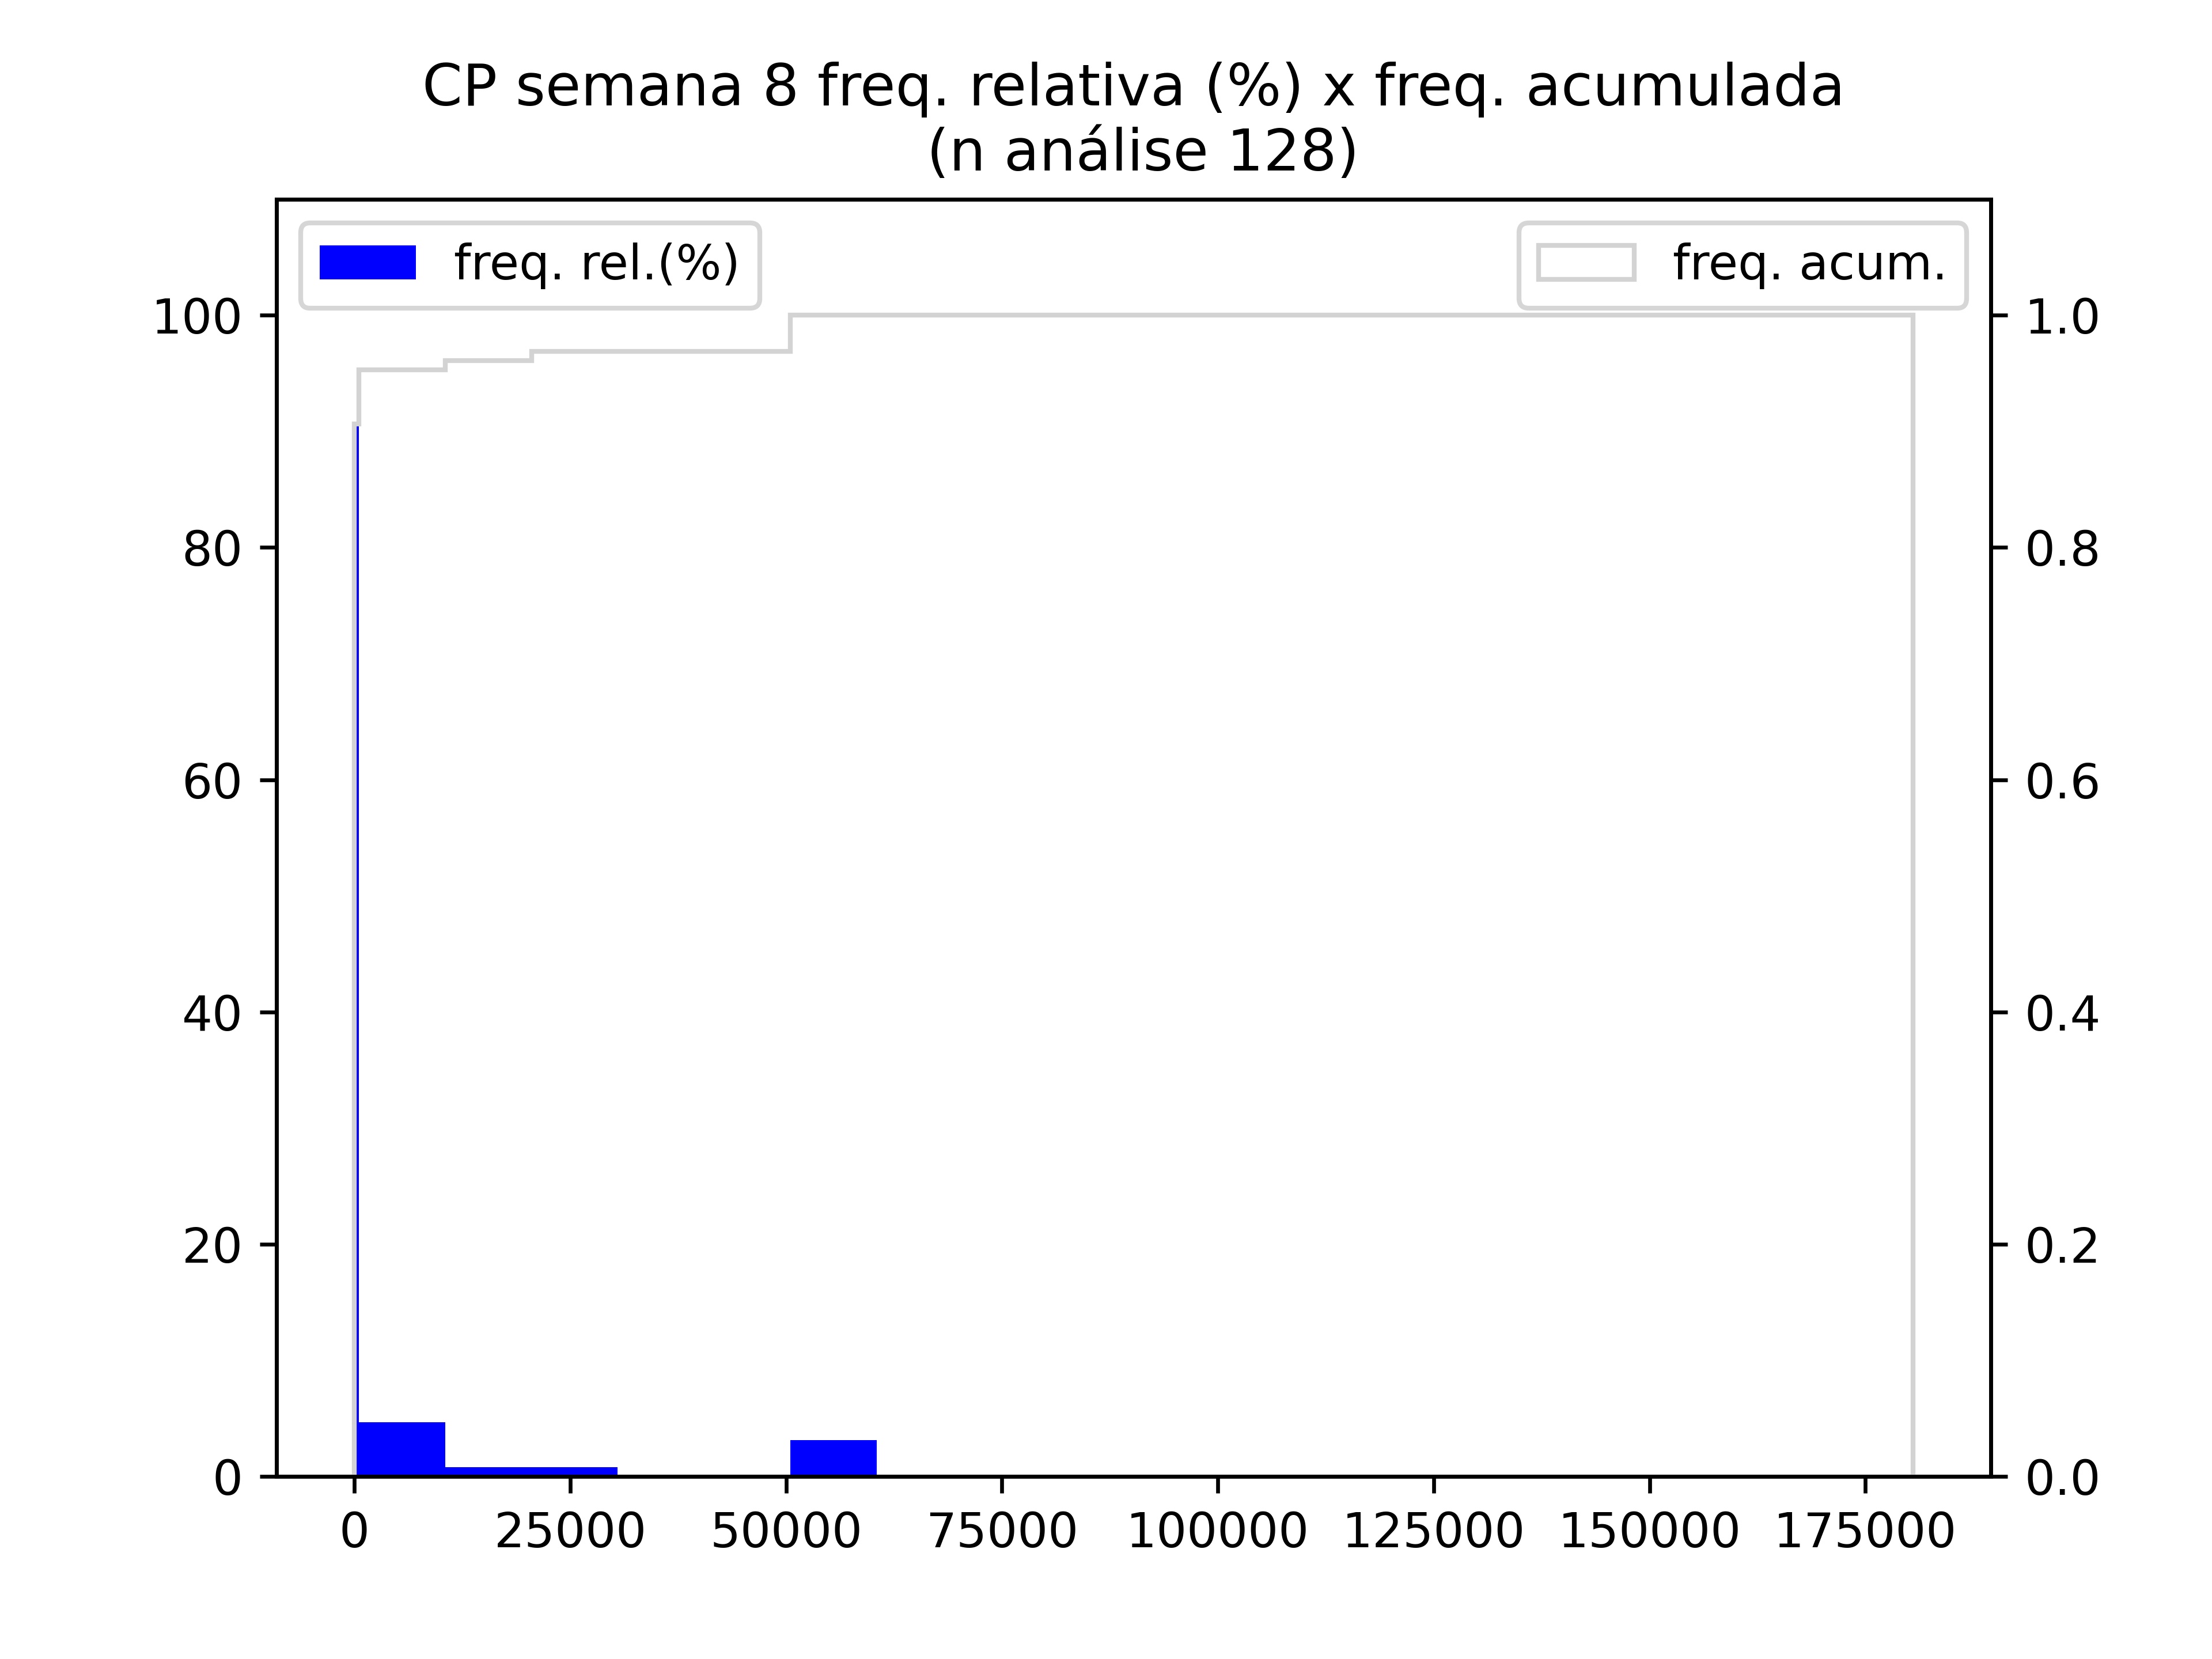 CP semana 8 freq. relativa (%) x freq. acumulada
(n análise 128)
freq. rel.(%)
freq. acum.
100
80
60
40
20
0
1.0
0.8
0.6
0.4
0.2
0.0
0 25000 50000 75000 100000 125000 150000 175000